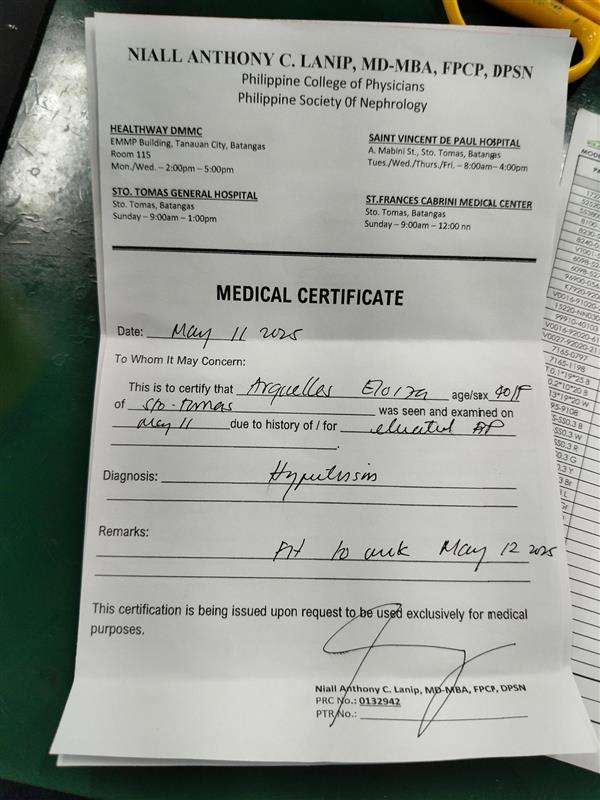 NIALL ANTHONY C. LANIP, MD-MBA, FPCP, DPSN
Philippine College of Physicians
Philippine Society 0f Nephrology
HEALTHWAY DMMC
EMMP Building, Tanauan City, Batangas
Room 115
Mon./Wed. – 2:00pm – 5:00pm
SAINT VINCENT DE PAUL HOSPITAL
A. Mabini St., Sto. Tomas, Batangas
Tues./Wed./Thurs./Fri. – 8:00am – 4:00pm
STO. TOMAS GENERAL HOSPITAL
Sto. Tomas, Batangas
Sunday – 9:00am – 1:00pm
ST.FRANCES CABRINI MEDICAL CENTER
Sto. Tomas, Batangas
Sunday – 9:00am – 12:00 nn
MEDICAL CERTIFICATE
Date: May 11 2025
To Whom It May Concern:
This is to certify that Arguelles Eloiza age/sex 40/F
of Sto. Tomas was seen and examined on
May 11 due to history of / for elevated BP
Diagnosis: Hypertension
Remarks:
Fit to work May 12 2025
This certification is being issued upon request to be used exclusively for medical
purposes.
Niall Anthony C. Lanip, MD-MBA, FPCP, DPSN
PRC No.: 0132942
PTR No.: